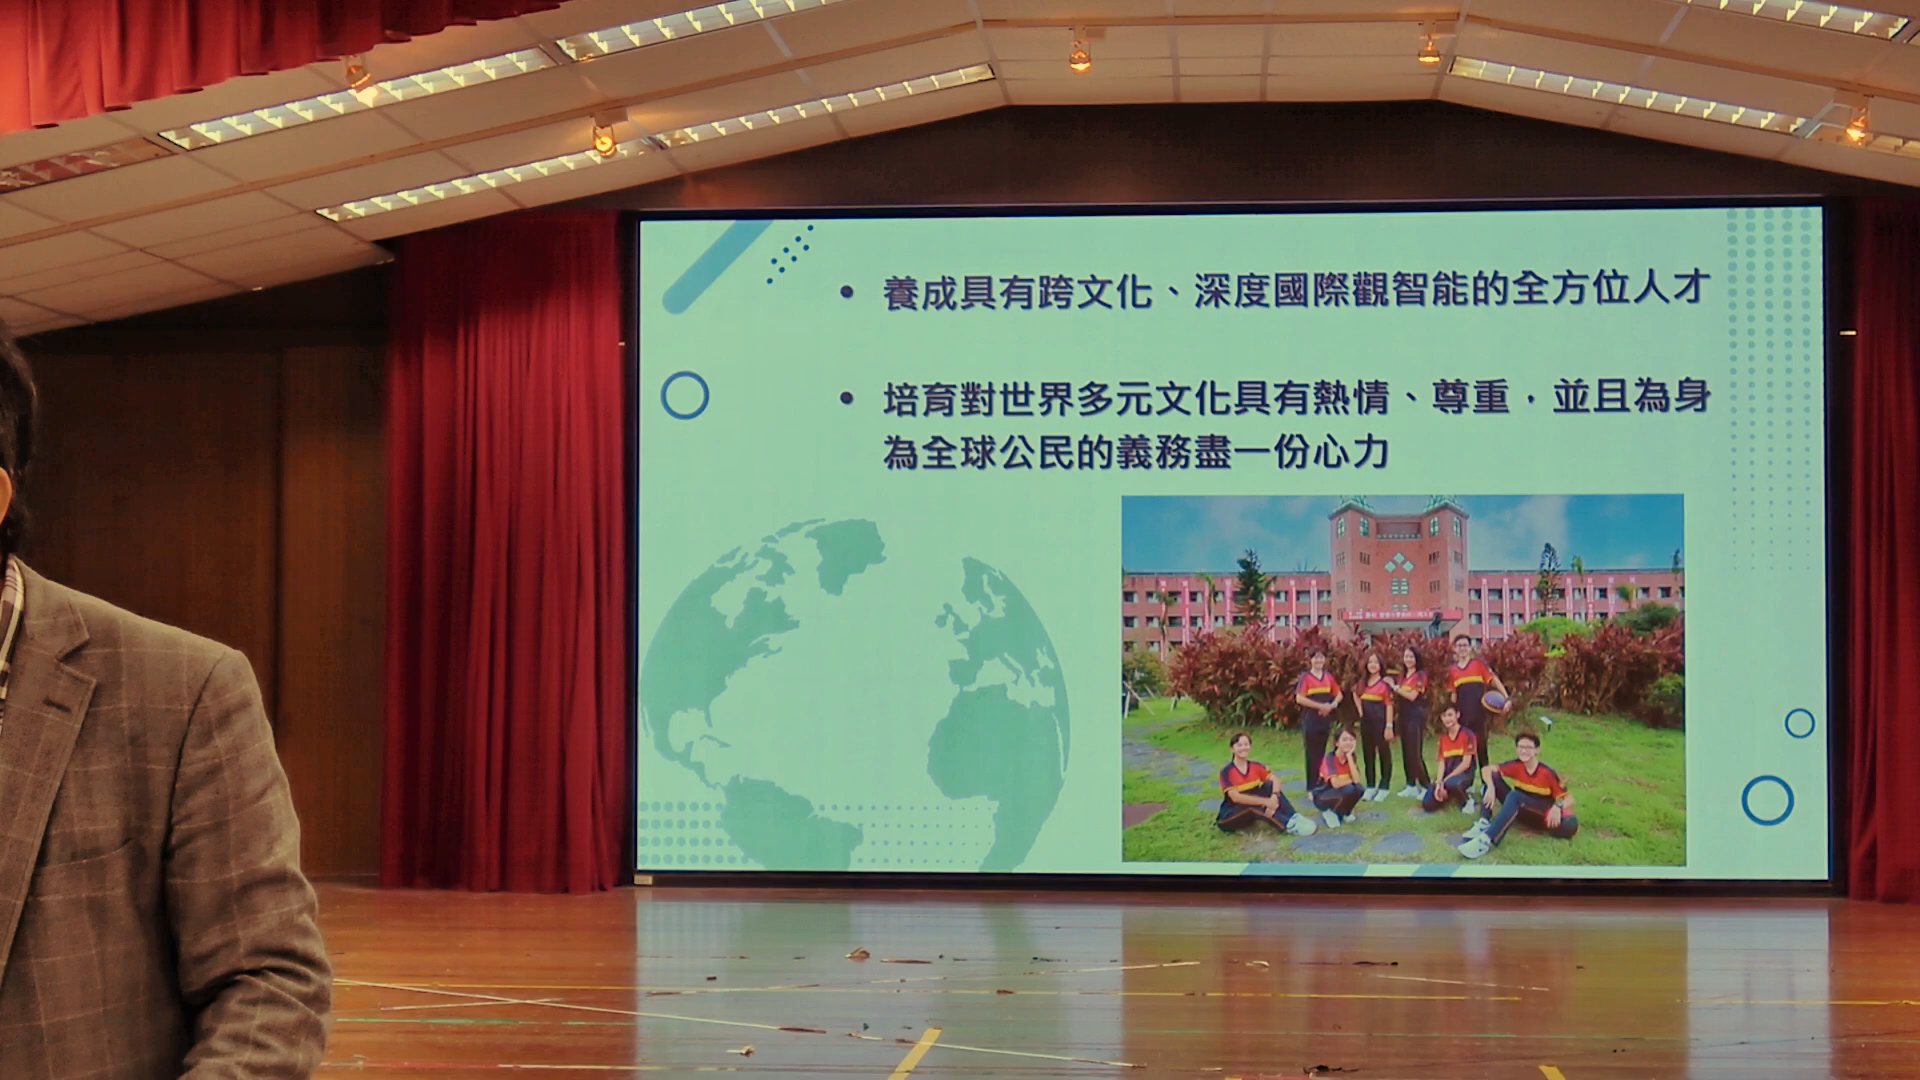 • 養成具有跨文化、深度國際觀智能的全方位人才
• 培育對世界多元文化具有熱情、尊重，並且為身
為全球公民的義務盡一份心力